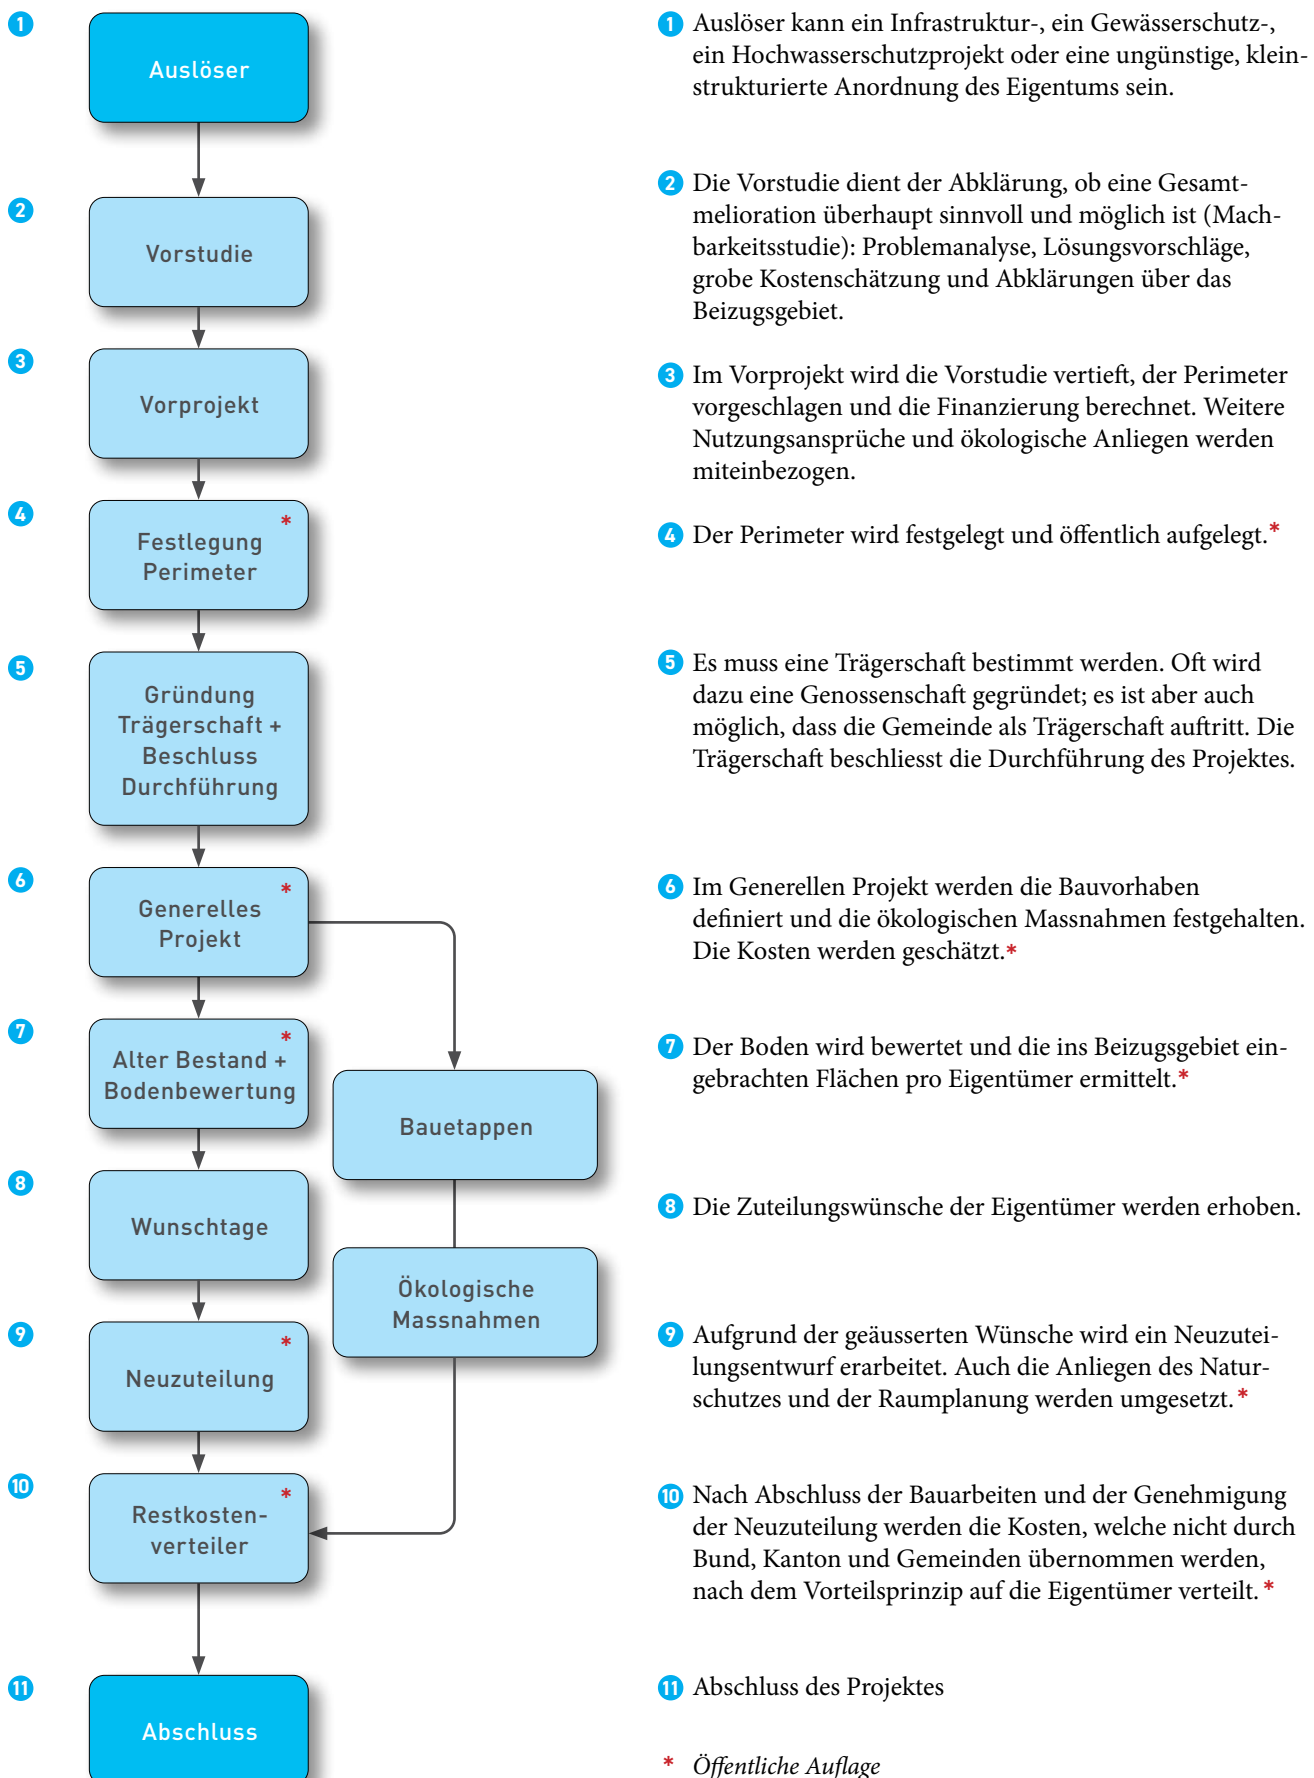 1
Auslöser
1 Auslöser kann ein Infrastruktur-, ein Gewässerschutz-,
ein Hochwasserschutzprojekt oder eine ungünstige, klein-
strukturierte Anordnung des Eigentums sein.
2
Vorstudie
2 Die Vorstudie dient der Abklärung, ob eine Gesamt-
melioration überhaupt sinnvoll und möglich ist (Mach-
barkeitsstudie): Problemanalyse, Lösungsvorschläge,
grobe Kostenschätzung und Abklärungen über das
Beizugsgebiet.
3
Vorprojekt
3 Im Vorprojekt wird die Vorstudie vertieft, der Perimeter
vorgeschlagen und die Finanzierung berechnet. Weitere
Nutzungsansprüche und ökologische Anliegen werden
miteinbezogen.
4
*
Festlegung
Perimeter
4 Der Perimeter wird festgelegt und öffentlich aufgelegt.*
5
Gründung
Trägerschaft +
Beschluss
Durchführung
5 Es muss eine Trägerschaft bestimmt werden. Oft wird
dazu eine Genossenschaft gegründet; es ist aber auch
möglich, dass die Gemeinde als Trägerschaft auftritt. Die
Trägerschaft beschliesst die Durchführung des Projektes.
6
*
Generelles
Projekt
6 Im Generellen Projekt werden die Bauvorhaben
definiert und die ökologischen Massnahmen festgehalten.
Die Kosten werden geschätzt.*
7
*
Alter Bestand +
Bodenbewertung
Bauetappen
7 Der Boden wird bewertet und die ins Beizugsgebiet ein-
gebrachten Flächen pro Eigentümer ermittelt.*
8
Wunschtage
Ökologische
Massnahmen
8 Die Zuteilungswünsche der Eigentümer werden erhoben.
9
*
Neuzuteilung
9 Aufgrund der geäusserten Wünsche wird ein Neuzutei-
lungsentwurf erarbeitet. Auch die Anliegen des Natur-
schutzes und der Raumplanung werden umgesetzt.*
10
*
Restkosten-
verteiler
10 Nach Abschluss der Bauarbeiten und der Genehmigung
der Neuzuteilung werden die Kosten, welche nicht durch
Bund, Kanton und Gemeinden übernommen werden,
nach dem Vorteilsprinzip auf die Eigentümer verteilt.*
11
Abschluss
11 Abschluss des Projektes
* Öffentliche Auflage